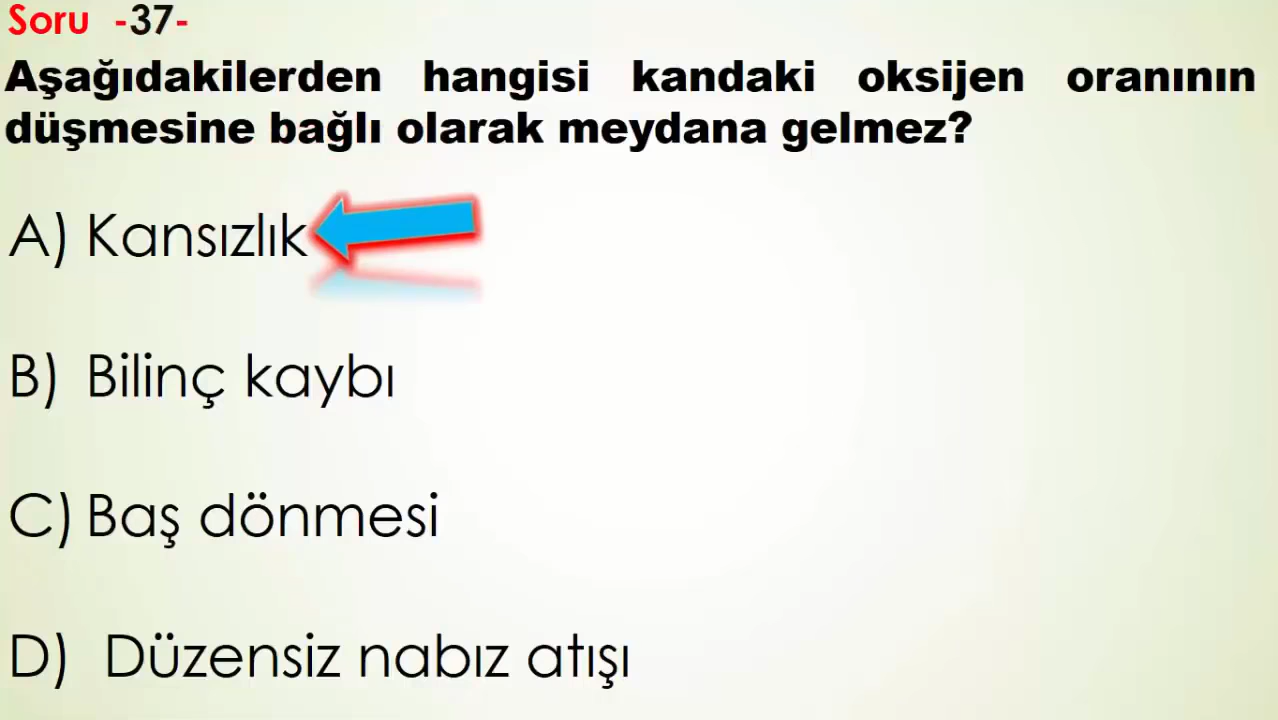 Soru -37-
Aşağıdakilerden hangisi kandaki oksijen oranının
düşmesine bağlı olarak meydana gelmez?
A) Kansızlık
B) Bilinç kaybı
C) Baş dönmesi
D) Düzensiz nabız atışı